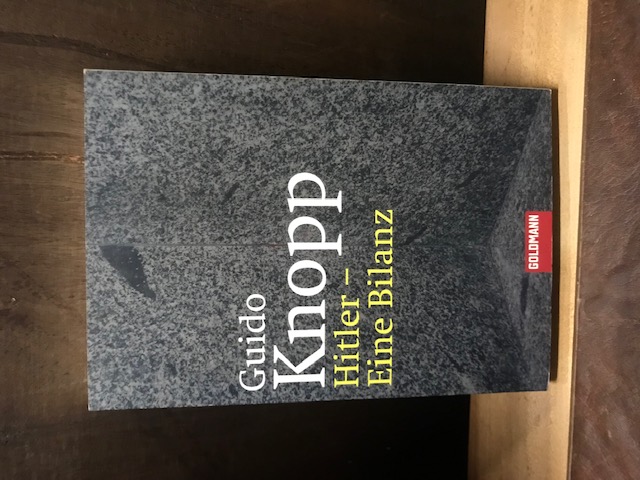 Guido
Knopp
Hitler –
Eine Bilanz
GOLDMANN